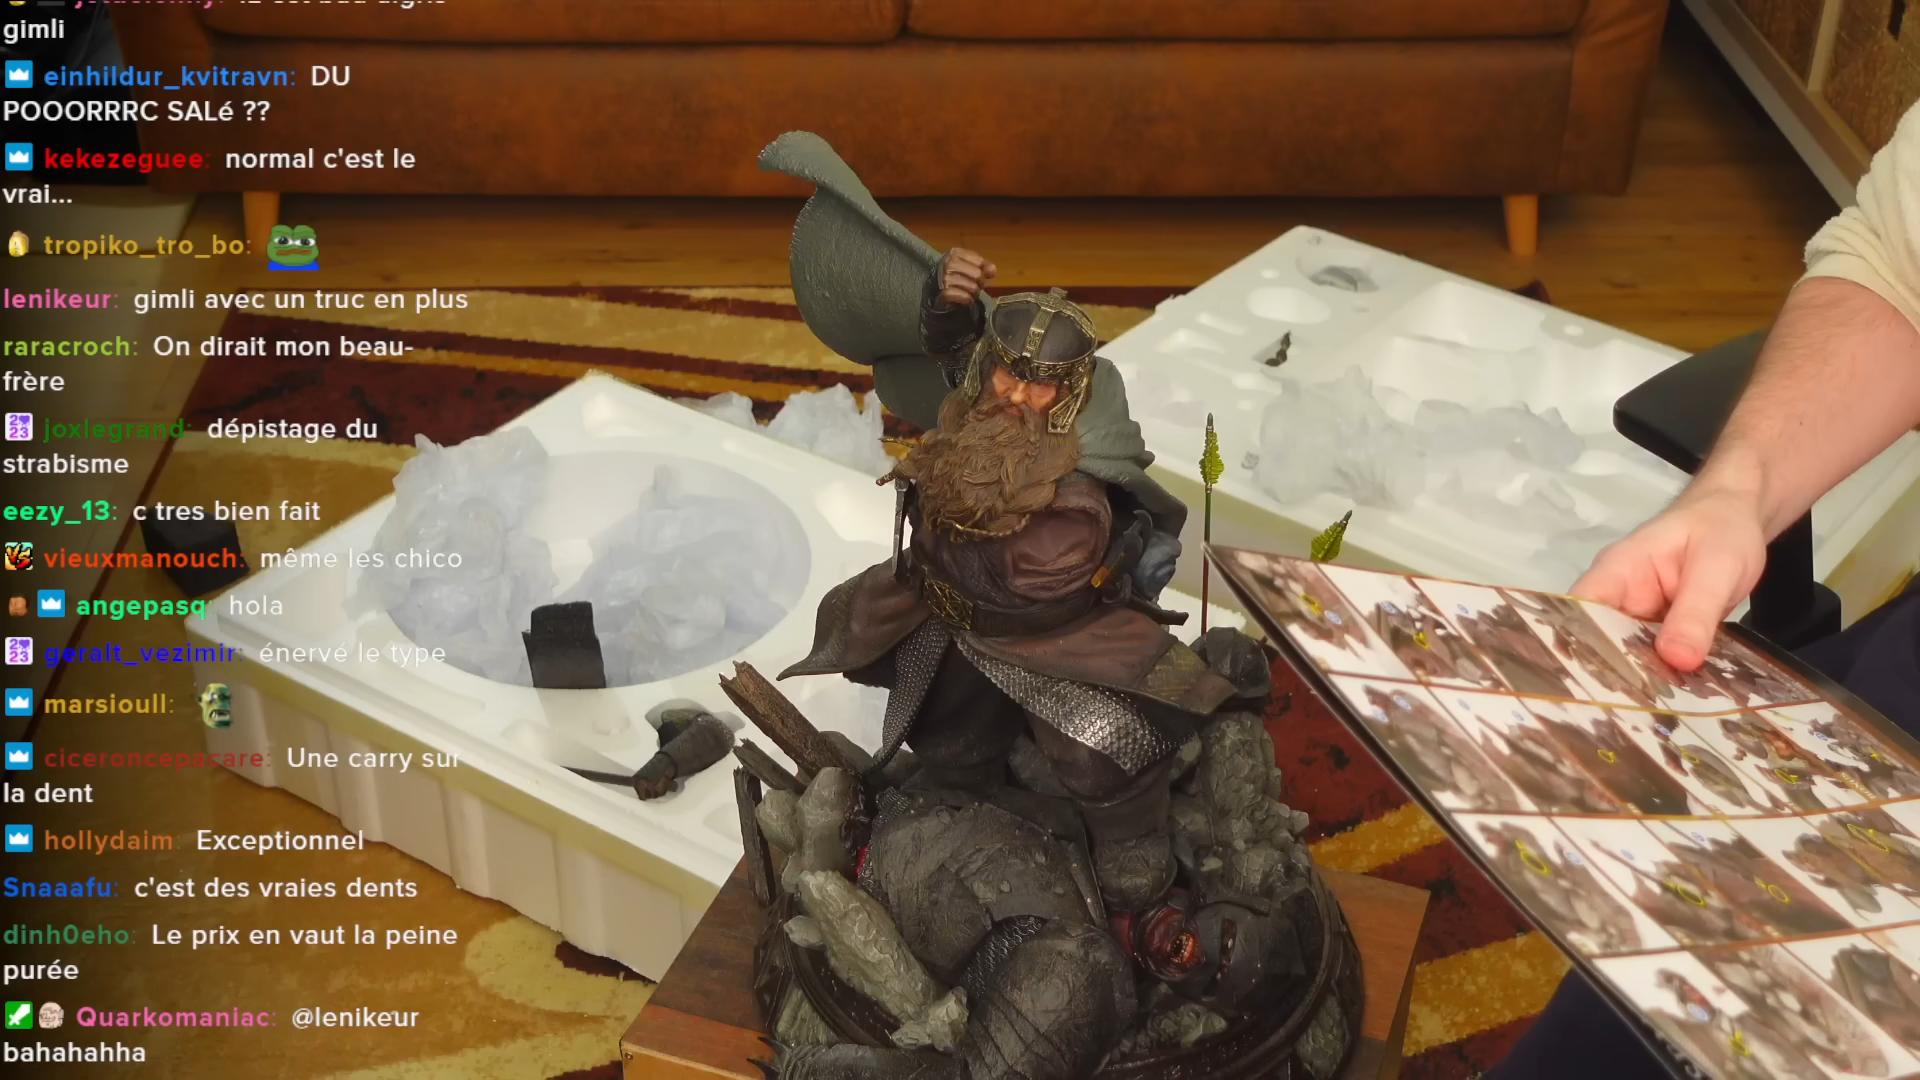 gimli
einhildur_kvitravn: DU
POOORRRC SALé ??
kekezeguee: normal c'est le
vrai...
tropiko_tro_bo:
lenikeur: gimli avec un truc en plus
raracroch: On dirait mon beau-
frère
joxlegrand: dépistage du
strabisme
eezy_13: c tres bien fait
vieuxmanouch: même les chico
angepasq: hola
geralt_vezimir: énervé le type
marsioull:
ciceroncepacare: Une carry sur
la dent
hollydaim: Exceptionnel
Snaaafu: c'est des vraies dents
dinh0eho: Le prix en vaut la peine
purée
Quarkomaniac: @lenikeur
bahahahha